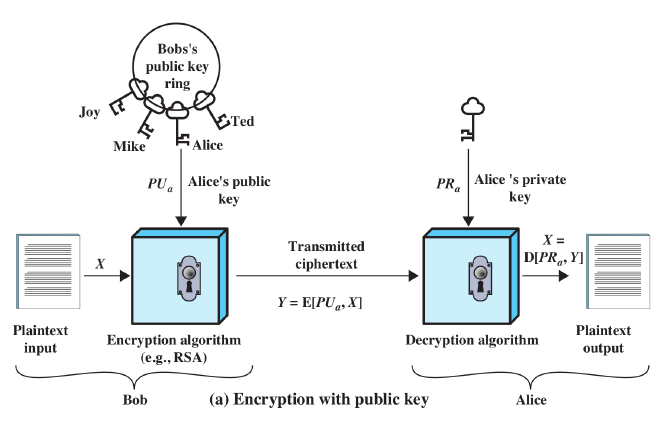 Bobs's
public key
ring
Joy
Mike
Alice
Ted
PUa
Alice's public
key
PRa
Alice 's private
key
X
Transmitted
ciphertext
Y = E[PUa, X]
X =
D[PRa, Y]
Plaintext
input
Encryption algorithm
(e.g., RSA)
Decryption algorithm
Plaintext
output
Bob
(a) Encryption with public key
Alice